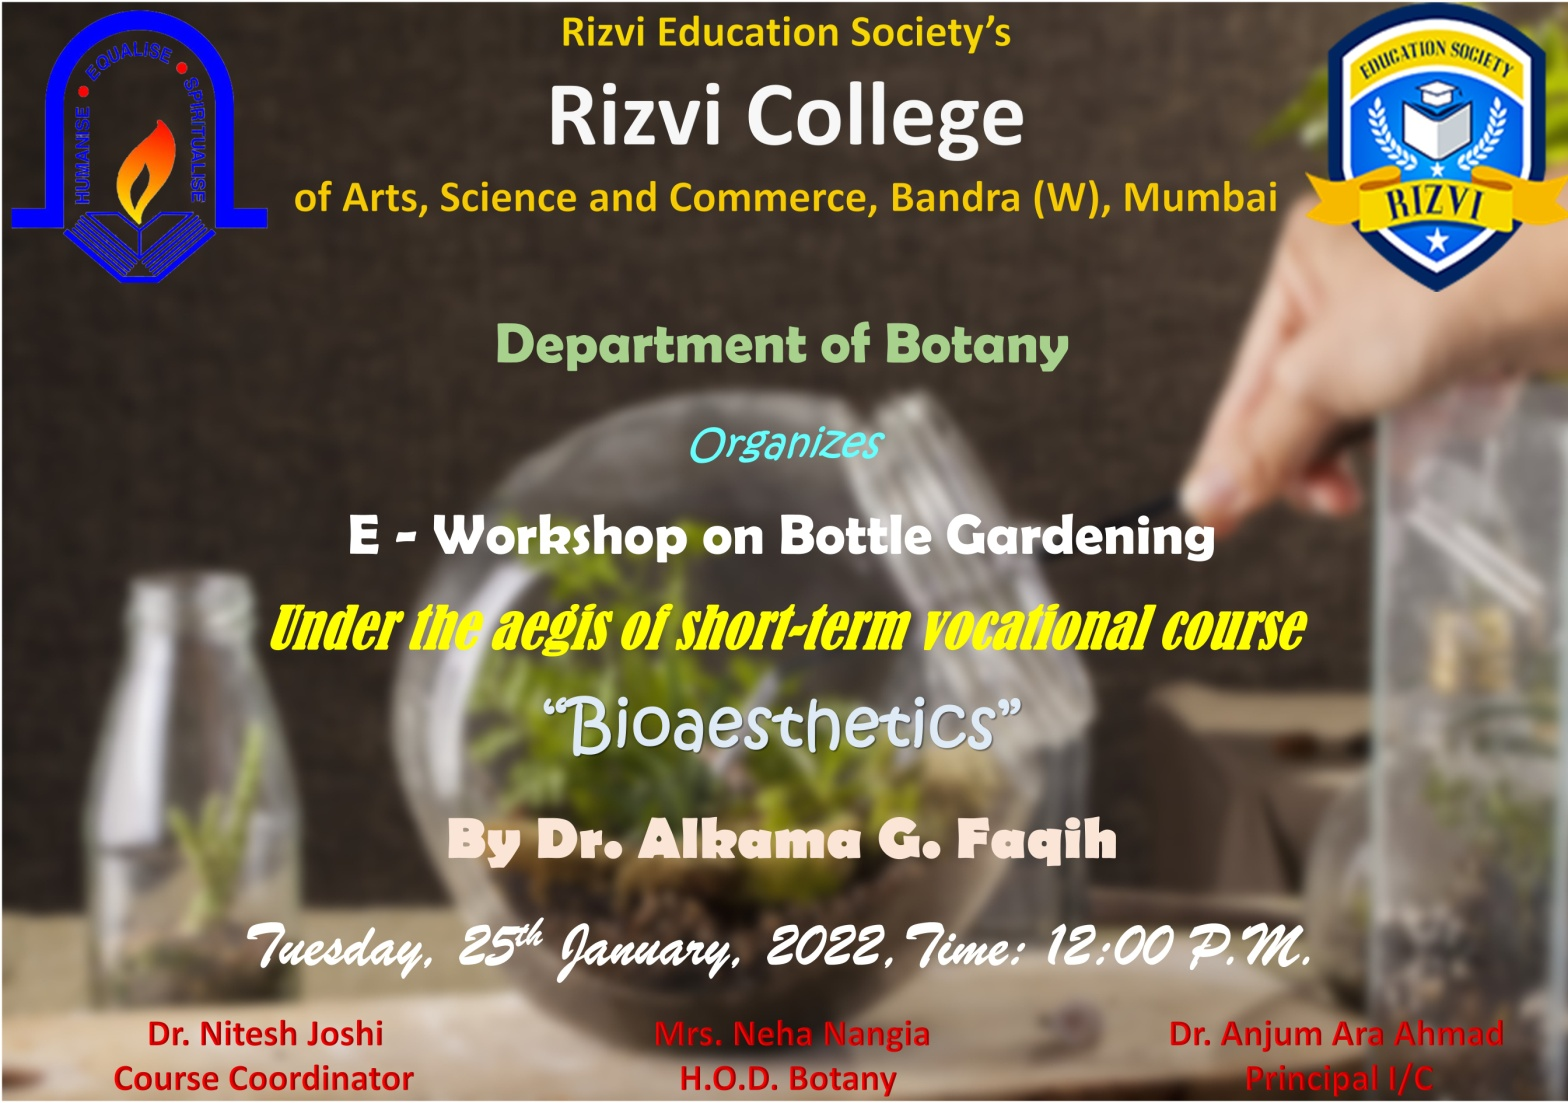 HUMANISE • EQUALISE • SPIRITUALISE
Rizvi Education Society’s
Rizvi College
of Arts, Science and Commerce, Bandra (W), Mumbai
EDUCATION SOCIETY
RIZVI
Department of Botany
Organizes
E - Workshop on Bottle Gardening
Under the aegis of short-term vocational course
“Bioaesthetics”
By Dr. Alkama G. Faqih
Tuesday, 25th January, 2022, Time: 12:00 P.M.
Dr. Nitesh Joshi
Course Coordinator
Mrs. Neha Nangia
H.O.D. Botany
Dr. Anjum Ara Ahmad
Principal I/C